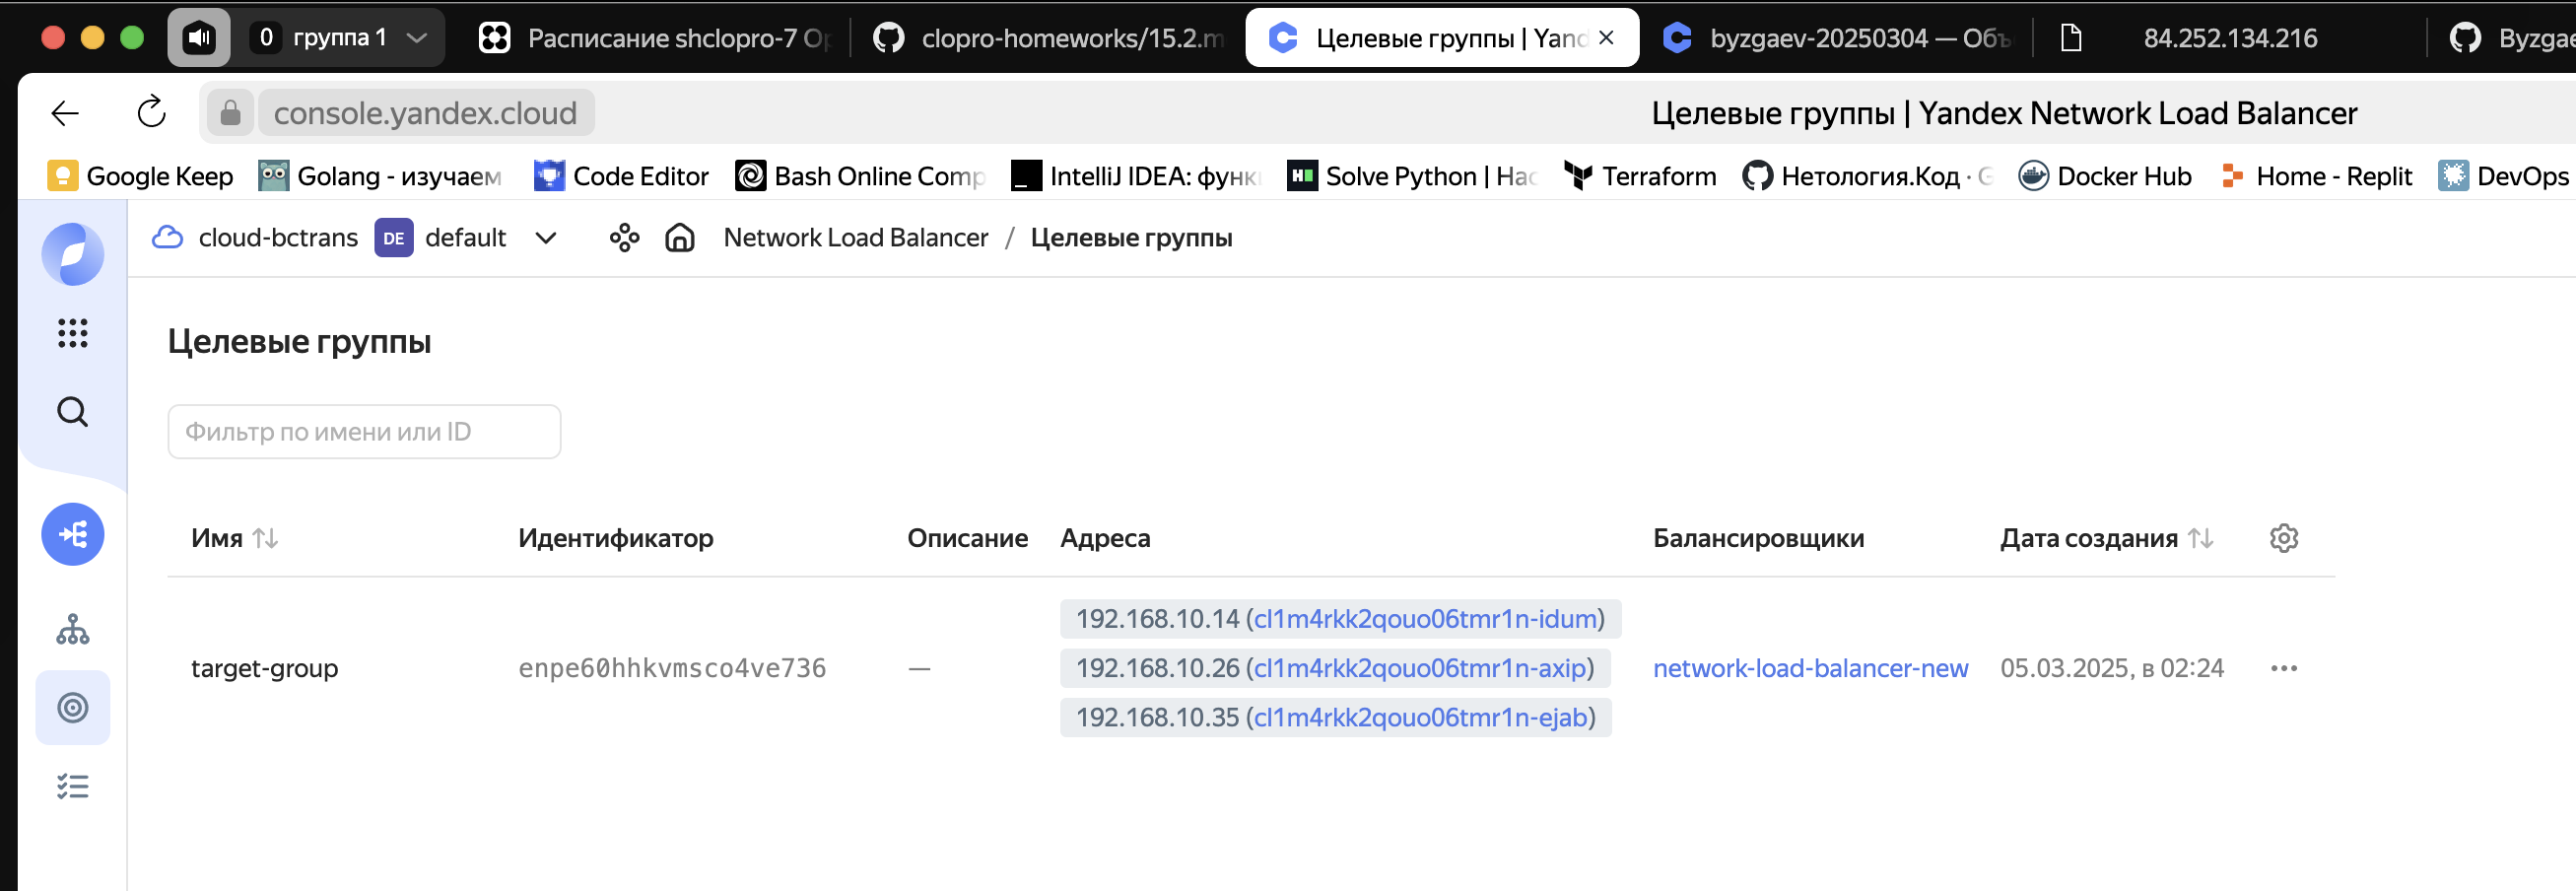 0 группа 1 Расписание shclopro-7 Ор clopro-homeworks/15.2.m Целевые группы | Yand byzgaev-20250304 — Объ 84.252.134.216 Byzgae
console.yandex.cloud Целевые группы | Yandex Network Load Balancer
Google Keep Golang - изучаем Code Editor Bash Online Comp IntelliJ IDEA: функ Solve Python | Hac Terraform Нетология.Код · G Docker Hub Home - Replit DevOps
cloud-bctrans DE default Network Load Balancer / Целевые группы
Целевые группы
Фильтр по имени или ID
Имя Идентификатор Описание Адреса Балансировщики Дата создания
192.168.10.14 (cl1m4rkk2qouo06tmr1n-idum)
target-group enpe60hhkvmsco4ve736 — 192.168.10.26 (cl1m4rkk2qouo06tmr1n-axip) network-load-balancer-new 05.03.2025, в 02:24
192.168.10.35 (cl1m4rkk2qouo06tmr1n-ejab)